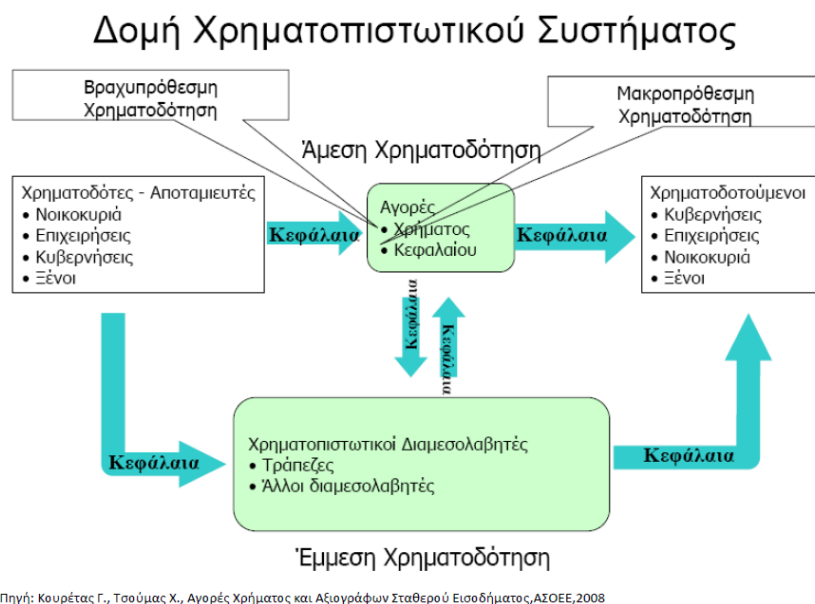 Δομή Χρηματοπιστωτικού Συστήματος
Βραχυπρόθεσμη
Χρηματοδότηση
Μακροπρόθεσμη
Χρηματοδότηση
Άμεση Χρηματοδότηση
Χρηματοδότες - Αποταμιευτές
• Νοικοκυριά
• Επιχειρήσεις
• Κυβερνήσεις
• Ξένοι
Κεφάλαια
Αγορές
• Χρήματος
• Κεφαλαίου
Κεφάλαια
Χρηματοδοτούμενοι
• Κυβερνήσεις
• Επιχειρήσεις
• Νοικοκυριά
• Ξένοι
Κεφάλαια
Κεφάλαια
Κεφάλαια
Χρηματοπιστωτικοί Διαμεσολαβητές
• Τράπεζες
• Άλλοι διαμεσολαβητές
Κεφάλαια
Έμμεση Χρηματοδότηση
Πηγή: Κουρέτας Γ., Τσούμας Χ., Αγορές Χρήματος και Αξιογράφων Σταθερού Εισοδήματος,ΑΣΟΕΕ,2008